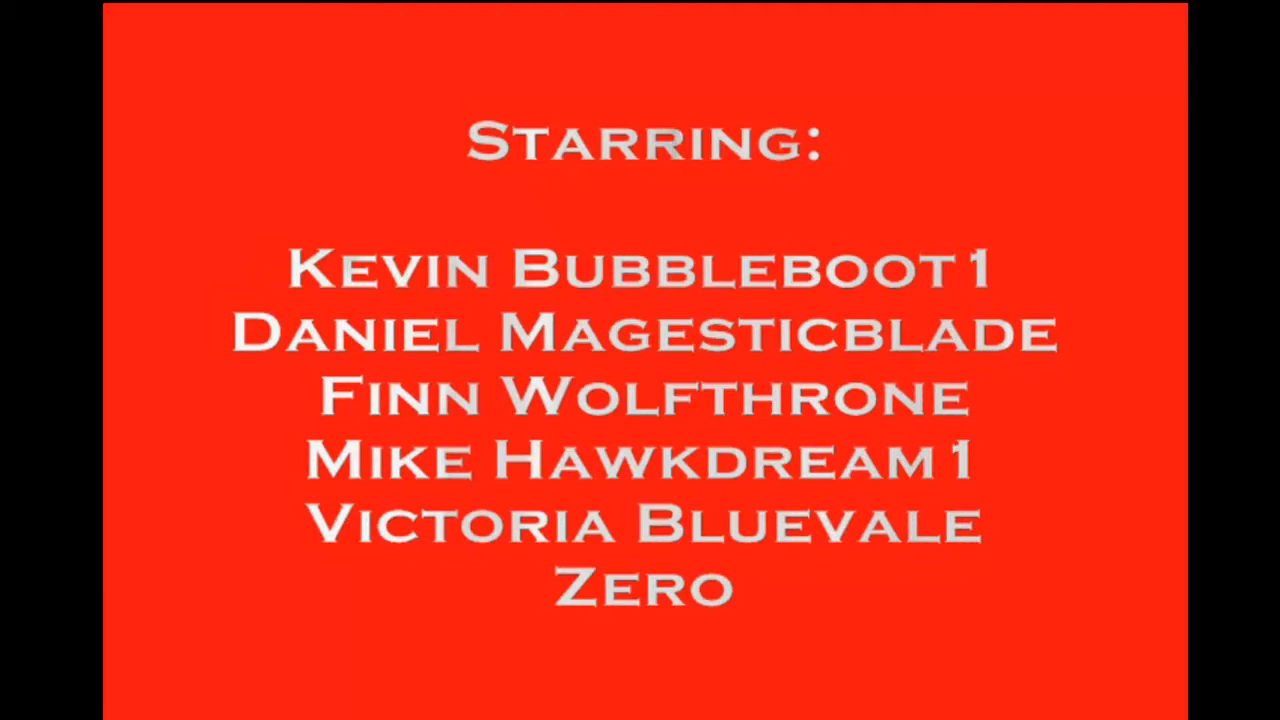 Starring:
Kevin Bubbleboot1
Daniel Magesticblade
Finn Wolfthrone
Mike Hawkdream1
Victoria Bluevale
Zero